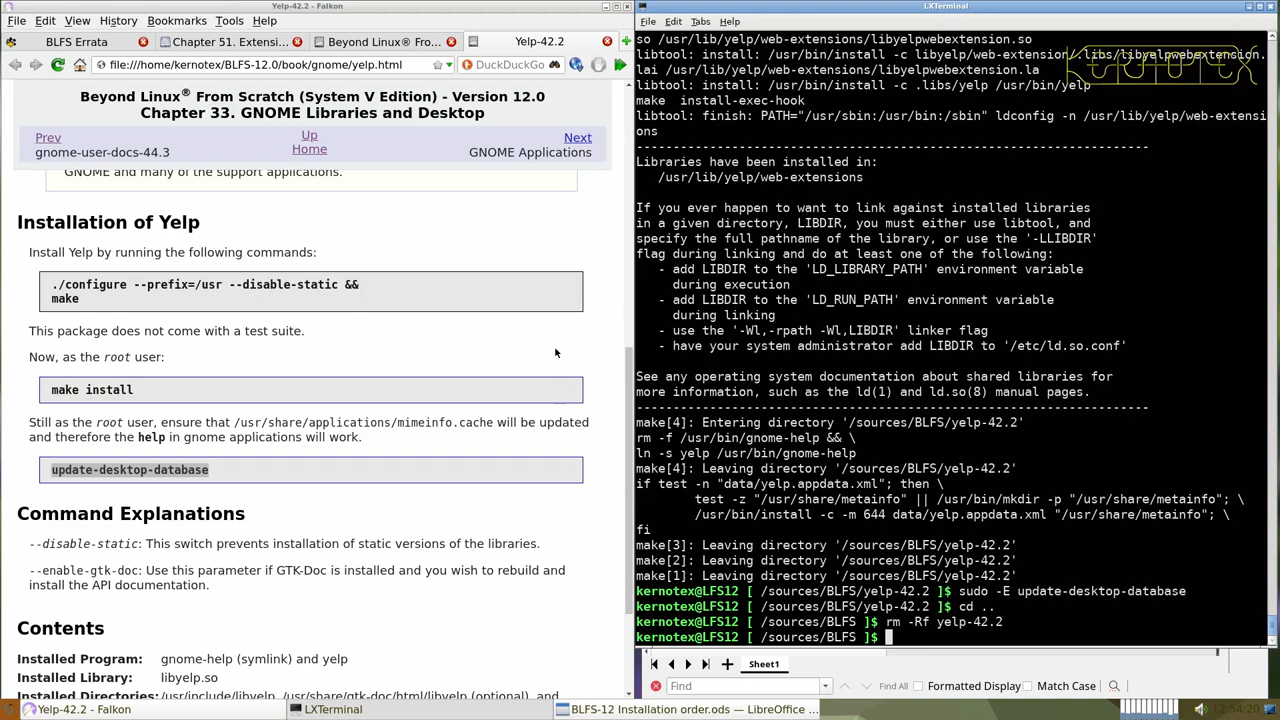 Yelp-42.2 - Falkon
File Edit View History Bookmarks Tools Help
BLFS Errata
Chapter 51. Extensi...
Beyond Linux® Fro...
Yelp-42.2
file:///home/kernotex/BLFS-12.0/book/gnome/yelp.html
DuckDuckGo
Beyond Linux® From Scratch (System V Edition) - Version 12.0
Chapter 33. GNOME Libraries and Desktop
Prev Up Next
gnome-user-docs-44.3 Home GNOME Applications
GNOME and many of the support applications.
Installation of Yelp
Install Yelp by running the following commands:
./configure --prefix=/usr --disable-static &&
make
This package does not come with a test suite.
Now, as the root user:
make install
Still as the root user, ensure that /usr/share/applications/mimeinfo.cache will be updated
and therefore the help in gnome applications will work.
update-desktop-database
Command Explanations
--disable-static: This switch prevents installation of static versions of the libraries.
--enable-gtk-doc: Use this parameter if GTK-Doc is installed and you wish to rebuild and
install the API documentation.
Contents
Installed Program: gnome-help (symlink) and yelp
Installed Library: libyelp.so
Installed Directories: /usr/include/libyelp, /usr/share/gtk-doc/html/libyelp (optional), and
LXTerminal
File Edit Tabs Help
so /usr/lib/yelp/web-extensions/libyelpwebextension.so
libtool: install: /usr/bin/install -c libyelp/web-extension/.libs/libyelpwebextension.
lai /usr/lib/yelp/web-extensions/libyelpwebextension.la
libtool: install: /usr/bin/install -c .libs/yelp /usr/bin/yelp
make  install-exec-hook
libtool: finish: PATH="/usr/sbin:/usr/bin:/sbin" ldconfig -n /usr/lib/yelp/web-extensi
ons
----------------------------------------------------------------------
Libraries have been installed in:
   /usr/lib/yelp/web-extensions
If you ever happen to want to link against installed libraries
in a given directory, LIBDIR, you must either use libtool, and
specify the full pathname of the library, or use the '-LLIBDIR'
flag during linking and do at least one of the following:
   - add LIBDIR to the 'LD_LIBRARY_PATH' environment variable
     during execution
   - add LIBDIR to the 'LD_RUN_PATH' environment variable
     during linking
   - use the '-Wl,-rpath -Wl,LIBDIR' linker flag
   - have your system administrator add LIBDIR to '/etc/ld.so.conf'
See any operating system documentation about shared libraries for
more information, such as the ld(1) and ld.so(8) manual pages.
----------------------------------------------------------------------
make[4]: Entering directory '/sources/BLFS/yelp-42.2'
rm -f /usr/bin/gnome-help && \
ln -s yelp /usr/bin/gnome-help
make[4]: Leaving directory '/sources/BLFS/yelp-42.2'
if test -n "data/yelp.appdata.xml"; then \
        test -z "/usr/share/metainfo" || /usr/bin/mkdir -p "/usr/share/metainfo"; \
        /usr/bin/install -c -m 644 data/yelp.appdata.xml "/usr/share/metainfo"; \
fi
make[3]: Leaving directory '/sources/BLFS/yelp-42.2'
make[2]: Leaving directory '/sources/BLFS/yelp-42.2'
make[1]: Leaving directory '/sources/BLFS/yelp-42.2'
kernotex@LFS12 [ /sources/BLFS/yelp-42.2 ]$ sudo -E update-desktop-database
kernotex@LFS12 [ /sources/BLFS/yelp-42.2 ]$ cd ..
kernotex@LFS12 [ /sources/BLFS ]$ rm -Rf yelp-42.2
kernotex@LFS12 [ /sources/BLFS ]$
Sheet1
Find Find All Formatted Display Match Case
Yelp-42.2 - Falkon LXTerminal BLFS-12 Installation order.ods — LibreOffice ... 12:54:20